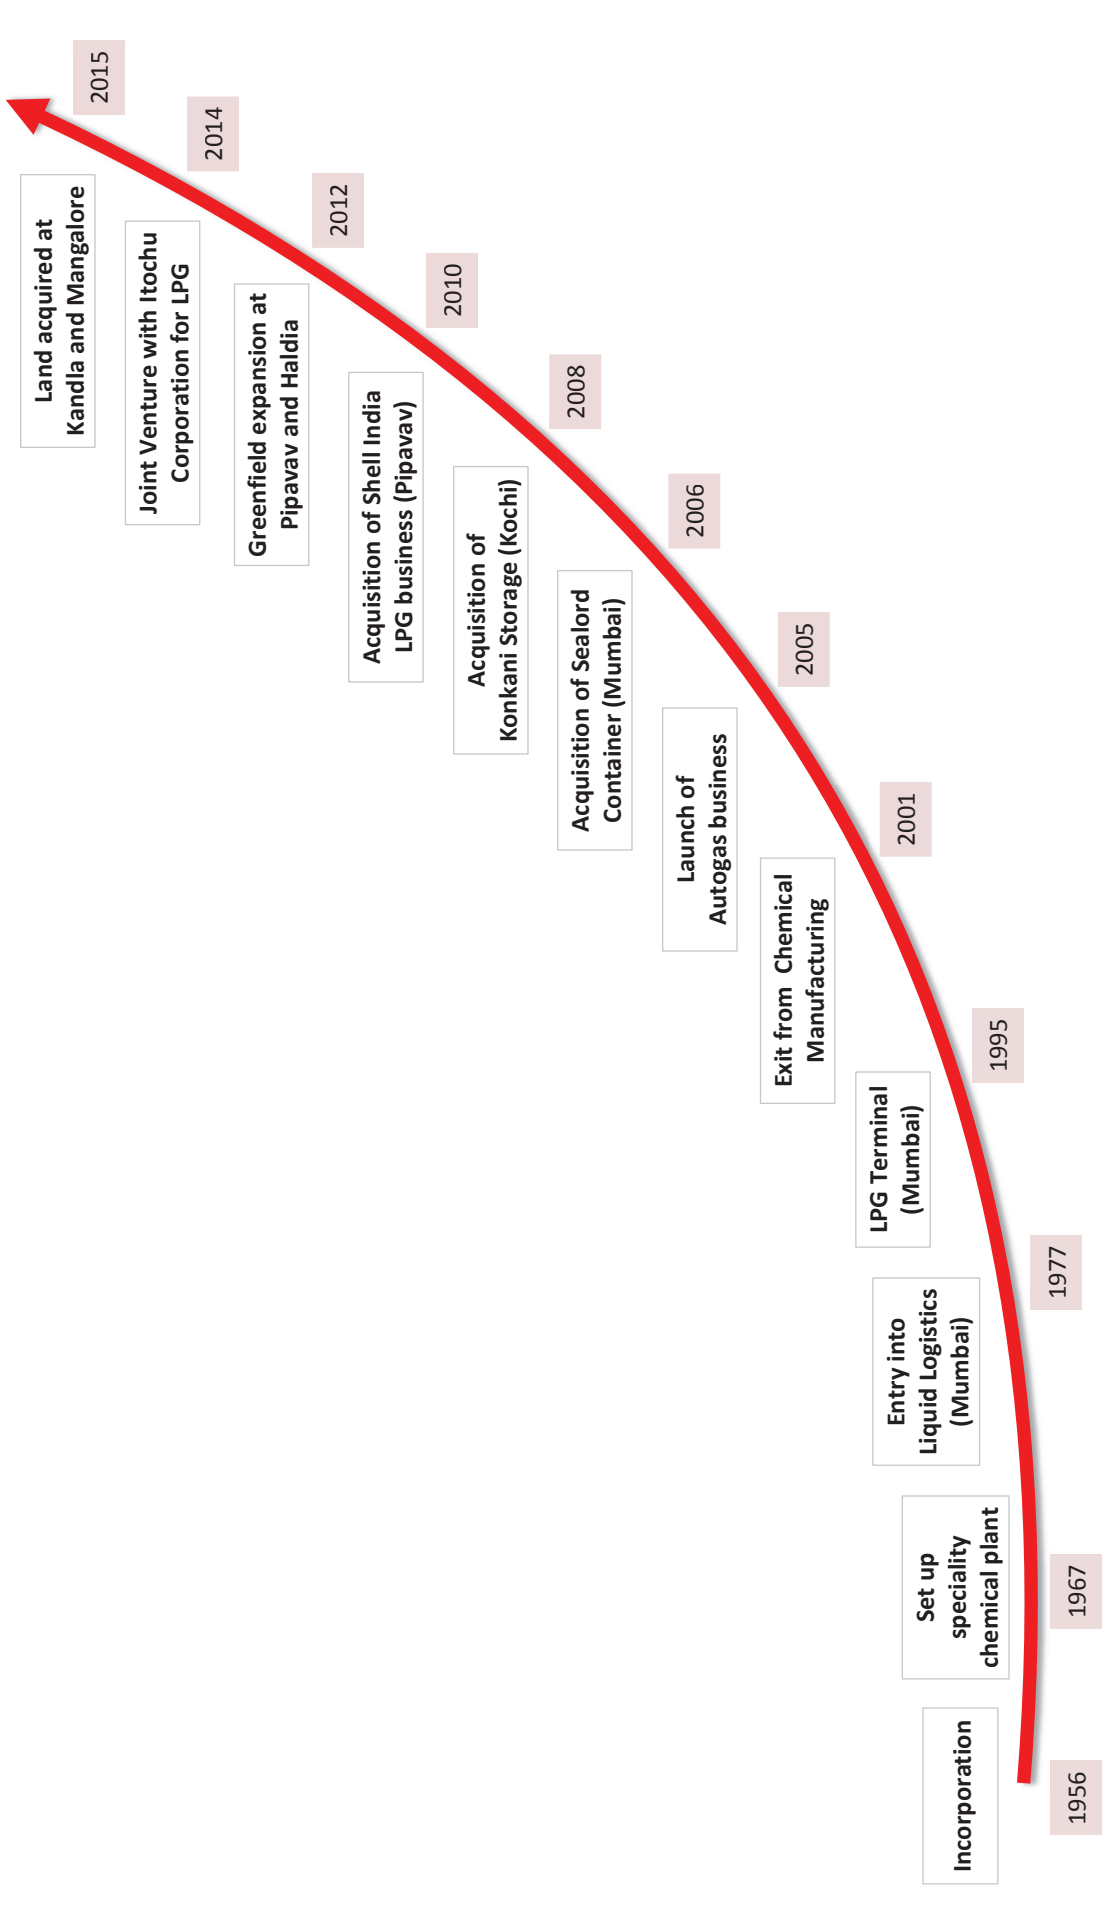 Incorporation
1956
Set up
speciality
chemical plant
1967
Entry into
Liquid Logistics
(Mumbai)
1977
LPG Terminal
(Mumbai)
1995
Exit from  Chemical
Manufacturing
2001
Launch of
Autogas business
2005
Acquisition of Sealord
Container (Mumbai)
2006
Acquisition of
Konkani Storage (Kochi)
2008
Acquisition of Shell India
LPG business (Pipavav)
2010
Greenfield expansion at
Pipavav and Haldia
2012
Joint Venture with Itochu
Corporation for LPG
2014
Land acquired at
Kandla and Mangalore
2015